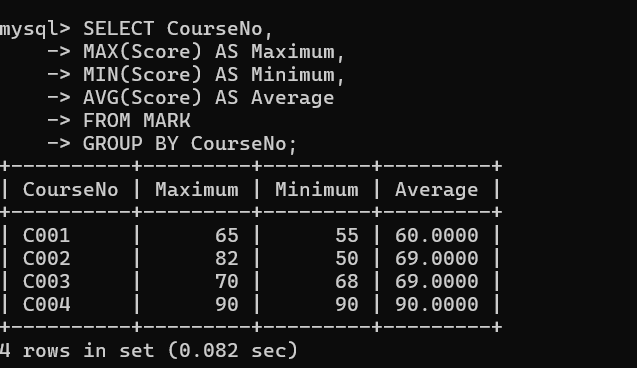 mysql> SELECT CourseNo,
    -> MAX(Score) AS Maximum,
    -> MIN(Score) AS Minimum,
    -> AVG(Score) AS Average
    -> FROM MARK
    -> GROUP BY CourseNo;
+----------+---------+---------+---------+
| CourseNo | Maximum | Minimum | Average |
+----------+---------+---------+---------+
| C001     |      65 |      55 | 60.0000 |
| C002     |      82 |      50 | 69.0000 |
| C003     |      70 |      68 | 69.0000 |
| C004     |      90 |      90 | 90.0000 |
+----------+---------+---------+---------+
4 rows in set (0.082 sec)